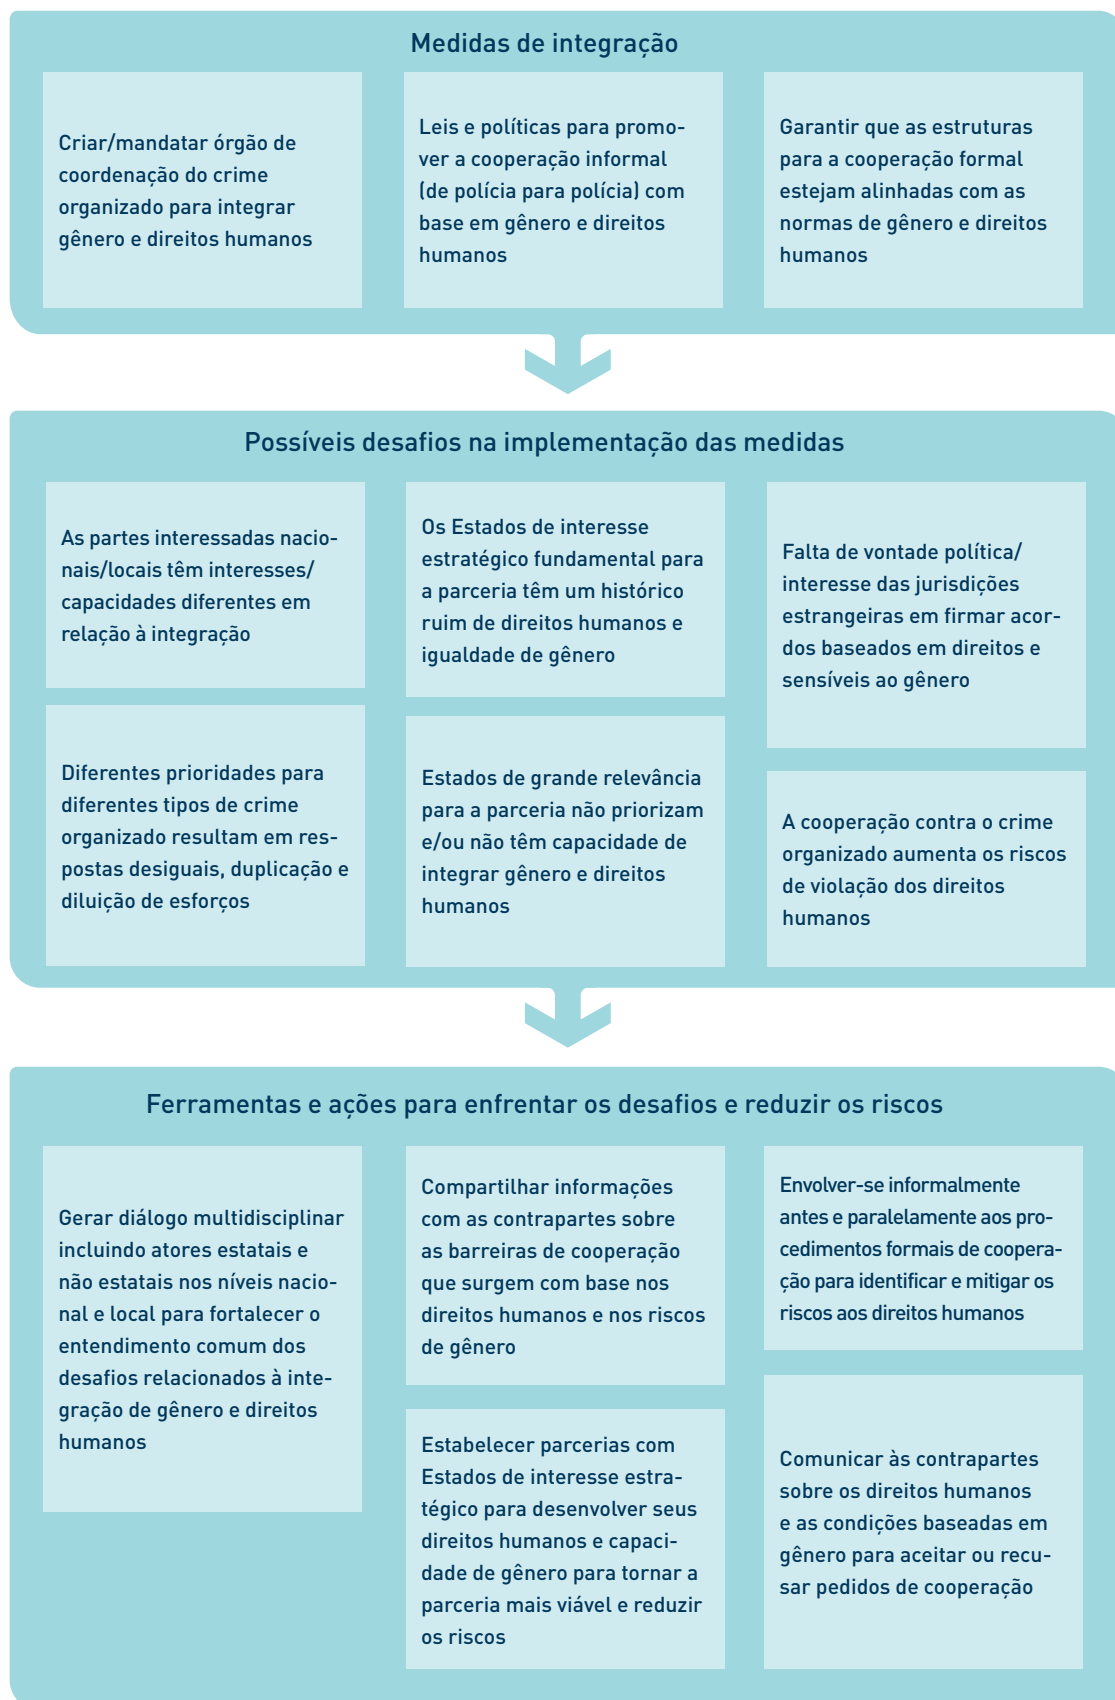 Medidas de integração
Criar/mandatar órgão de
coordenação do crime
organizado para integrar
gênero e direitos humanos
Leis e políticas para promo-
ver a cooperação informal
(de polícia para polícia) com
base em gênero e direitos
humanos
Garantir que as estruturas
para a cooperação formal
estejam alinhadas com as
normas de gênero e direitos
humanos
Possíveis desafios na implementação das medidas
As partes interessadas nacio-
nais/locais têm interesses/
capacidades diferentes em
relação à integração
Diferentes prioridades para
diferentes tipos de crime
organizado resultam em res-
postas desiguais, duplicação e
diluição de esforços
Os Estados de interesse
estratégico fundamental para
a parceria têm um histórico
ruim de direitos humanos e
igualdade de gênero
Estados de grande relevância
para a parceria não priorizam
e/ou não têm capacidade de
integrar gênero e direitos
humanos
Falta de vontade política/
interesse das jurisdições
estrangeiras em firmar acor-
dos baseados em direitos e
sensíveis ao gênero
A cooperação contra o crime
organizado aumenta os riscos
de violação dos direitos
humanos
Ferramentas e ações para enfrentar os desafios e reduzir os riscos
Gerar diálogo multidisciplinar
incluindo atores estatais e
não estatais nos níveis nacio-
nal e local para fortalecer o
entendimento comum dos
desafios relacionados à inte-
gração de gênero e direitos
humanos
Compartilhar informações
com as contrapartes sobre
as barreiras de cooperação
que surgem com base nos
direitos humanos e nos riscos
de gênero
Estabelecer parcerias com
Estados de interesse estra-
tégico para desenvolver seus
direitos humanos e capaci-
dade de gênero para tornar a
parceria mais viável e reduzir
os riscos
Envolver-se informalmente
antes e paralelamente aos pro-
cedimentos formais de coopera-
ção para identificar e mitigar os
riscos aos direitos humanos
Comunicar às contrapartes
sobre os direitos humanos
e as condições baseadas em
gênero para aceitar ou recu-
sar pedidos de cooperação